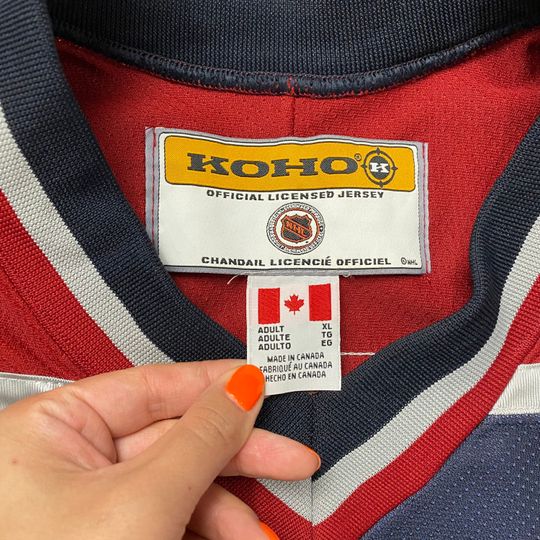 KOHO® K
OFFICIAL LICENSED JERSEY
NHL
CHANDAIL LICENCIÉ OFFICIEL ©NHL
ADULT XL
ADULTE TG
ADULTO EG
MADE IN CANADA
FABRIQUÉ AU CANADA
HECHO EN CANADA